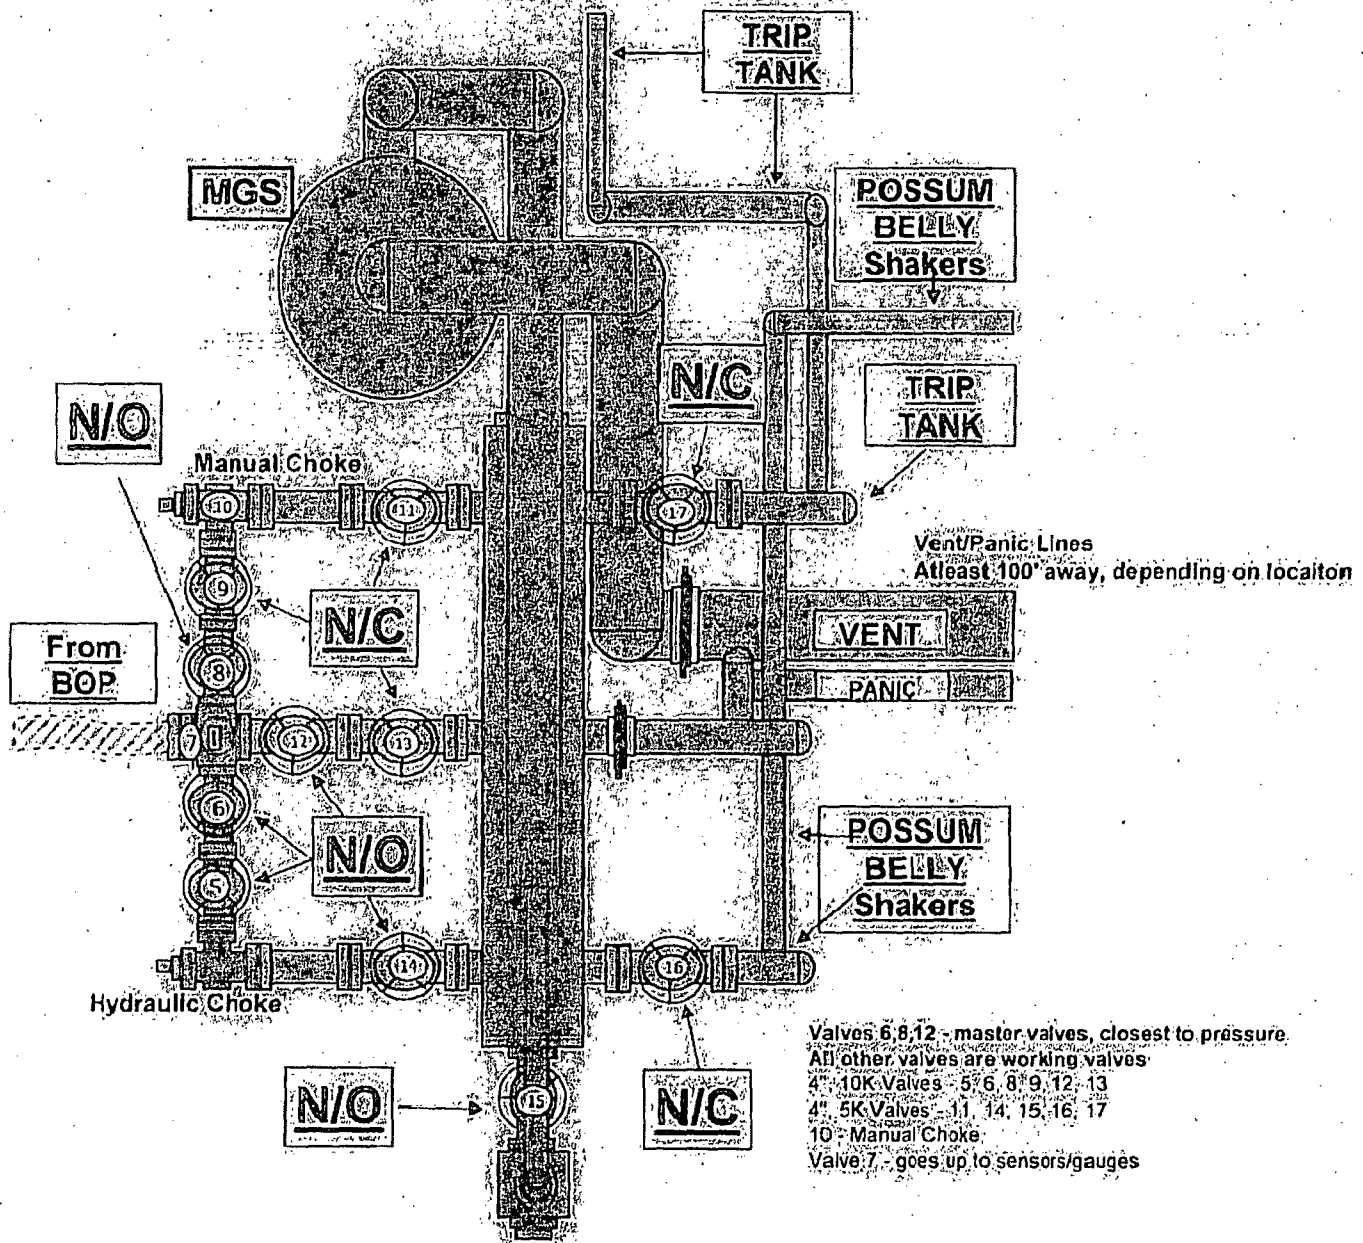 TRIP
TANK
MGS
POSSUM
BELLY
Shakers
N/C
N/O
TRIP
TANK
Manual Choke
10
11
17
Vent/Panic Lines
Atleast 100' away, depending on locaiton
9
N/C
From
BOP
VENT
8
PANIC
7
12
13
6
N/O
POSSUM
BELLY
Shakers
5
14
16
Hydraulic Choke
Valves 6,8,12 - master valves, closest to pressure
All other valves are working valves
4", 10K Valves - 5, 6, 8, 9, 12, 13
4", 5K Valves - 11, 14, 15, 16, 17
10 - Manual Choke
Valve 7 - goes up to sensors/gauges
N/O
15
N/C